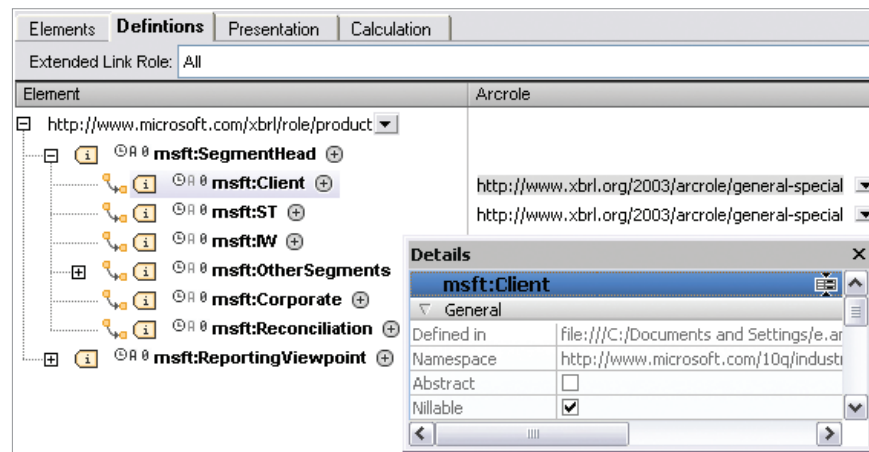 Elements Defintions Presentation Calculation
Extended Link Role: All
Element Arcrole
http://www.microsoft.com/xbrl/role/product
msft:SegmentHead
msft:Client http://www.xbrl.org/2003/arcrole/general-special
msft:ST http://www.xbrl.org/2003/arcrole/general-special
msft:IW
Details
msft:OtherSegments
msft:Client
msft:Corporate
General
msft:Reconciliation
Defined in file:///C:/Documents and Settings/e.ar
msft:ReportingViewpoint
Namespace http://www.microsoft.com/10q/industri
Abstract
Nillable